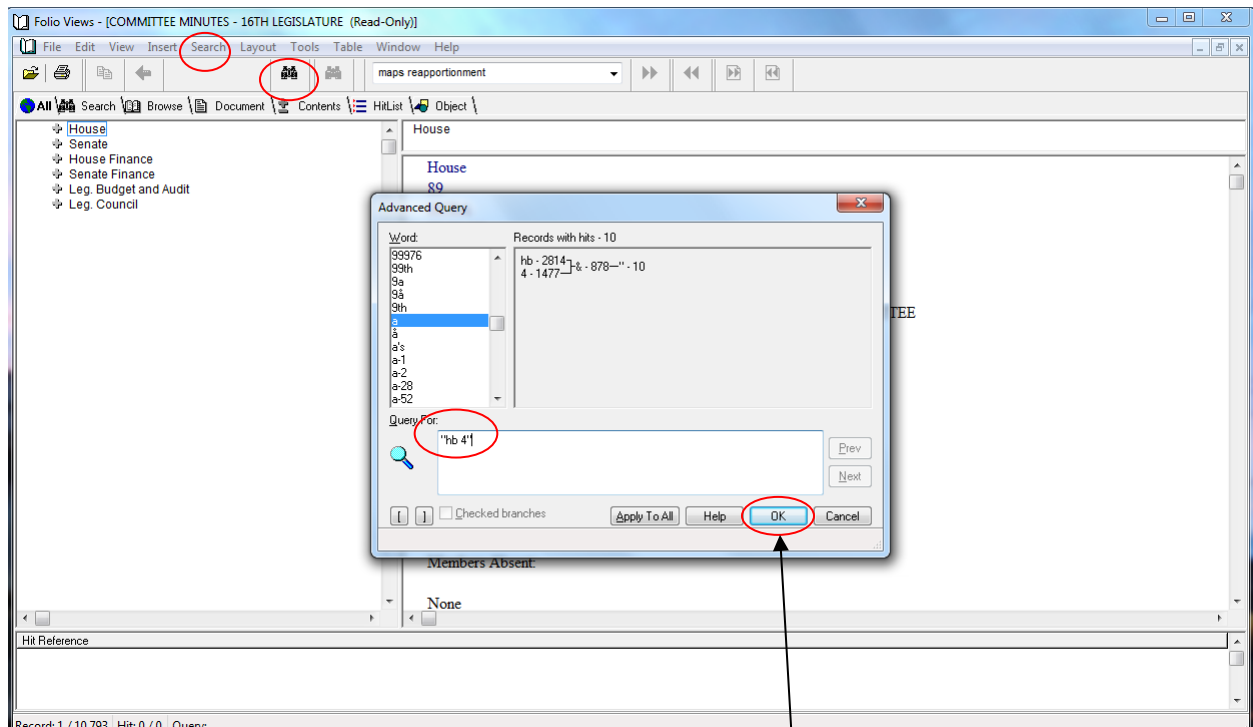 Folio Views - [COMMITTEE MINUTES - 16TH LEGISLATURE (Read-Only)]
File Edit View Insert Search Layout Tools Table Window Help
maps reapportionment
All Search Browse Document Contents HitList Object
House
Senate
House Finance
Senate Finance
Leg. Budget and Audit
Leg. Council
House
House
89
TEE
Advanced Query
Word:
Records with hits - 10
99976
99th
9a
9å
9th
a
å
a's
a-1
a-2
a-28
a-52
hb - 2814
4 - 1477
& - 878 - " - 10
Query For:
"hb 4"
Prev
Next
[ ] Checked branches Apply To All Help OK Cancel
Members Absent:
None
Hit Reference
Record: 1 / 10,793 Hit: 0 / 0 Query: